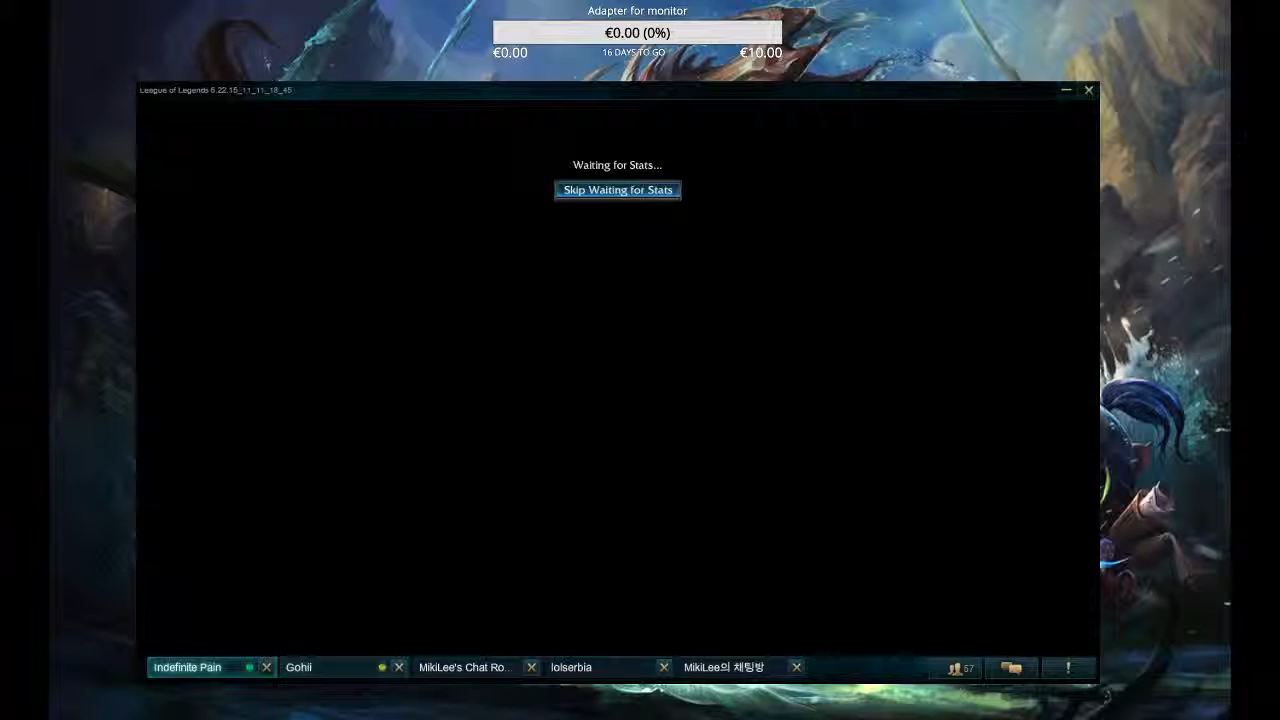 Adapter for monitor
€0.00 (0%)
€0.00 16 DAYS TO GO €10.00
League of Legends 5.22.15_11_11_18_45
Waiting for Stats...
Skip Waiting for Stats
Indefinite Pain Gohii MikiLee's Chat Ro... lolserbia MikiLee의 채팅방 57